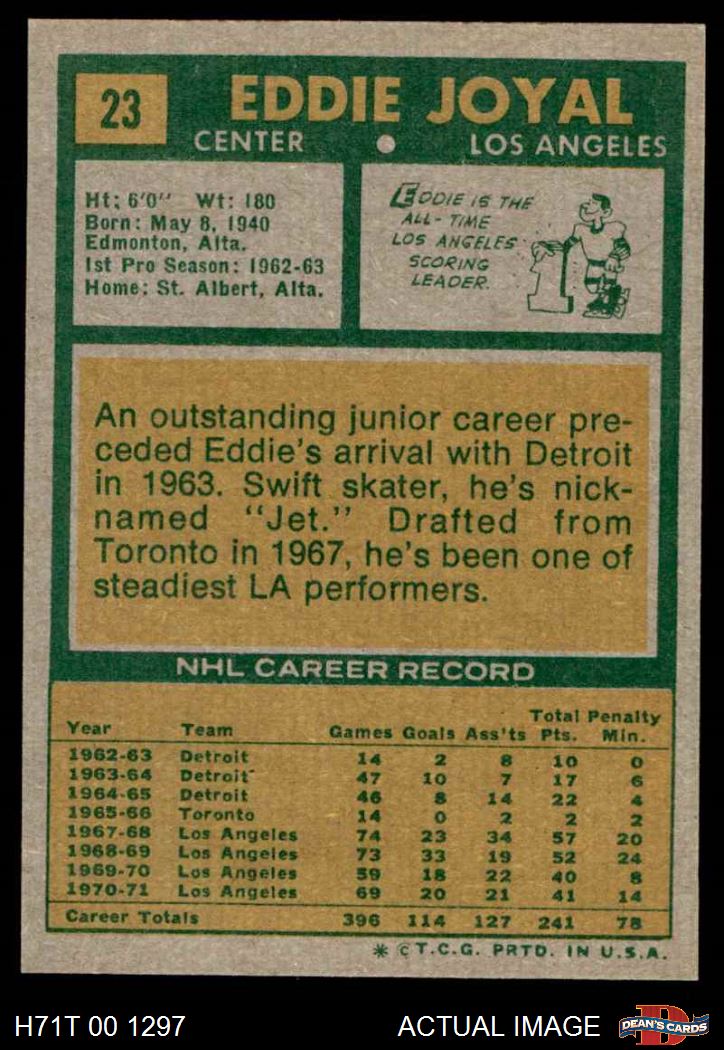 23
EDDIE JOYAL
CENTER • LOS ANGELES
Ht: 6'0" Wt: 180
Born: May 8, 1940
Edmonton, Alta.
1st Pro Season: 1962-63
Home: St. Albert, Alta.
EDDIE IS THE
ALL-TIME
LOS ANGELES
SCORING
LEADER.
1
An outstanding junior career pre-
ceded Eddie's arrival with Detroit
in 1963. Swift skater, he's nick-
named "Jet." Drafted from
Toronto in 1967, he's been one of
steadiest LA performers.
NHL CAREER RECORD
Year Team Games Goals Ass'ts Total Pts. Penalty Min.
1962-63 Detroit 14 2 8 10 0
1963-64 Detroit 47 10 7 17 6
1964-65 Detroit 46 8 14 22 4
1965-66 Toronto 14 0 2 2 2
1967-68 Los Angeles 74 23 34 57 20
1968-69 Los Angeles 73 33 19 52 24
1969-70 Los Angeles 59 18 22 40 8
1970-71 Los Angeles 69 20 21 41 14
Career Totals 396 114 127 241 78
* © T.C.G. PRTD. IN U.S.A.
H71T 00 1297 ACTUAL IMAGE D DEAN'S CARDS